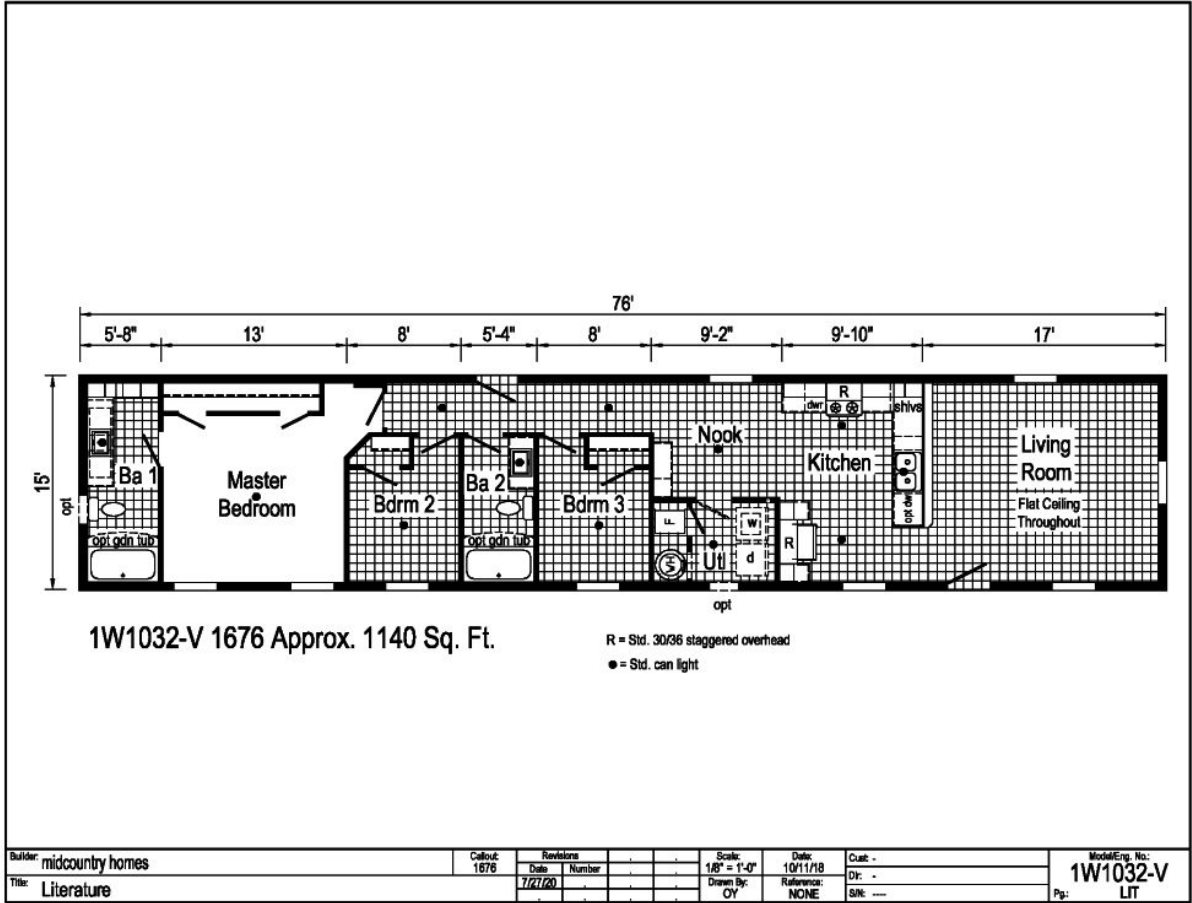 76'
5'-8" 13' 8' 5'-4" 8' 9'-2" 9'-10" 17'
15'
opt
Ba 1
opt gdn tub
Master
Bedroom
Bdrm 2
Ba 2
opt gdn tub
Bdrm 3
Nook
F
WH
Uti
w
d
opt
dwr
R
shlvs
Kitchen
R
opt dw
Living
Room
Flat Ceiling
Throughout
1W1032-V 1676 Approx. 1140 Sq. Ft.
R = Std. 30/36 staggered overhead
● = Std. can light
Builder: midcountry homes
Title: Literature
Callout:
1676
Revisions
Date Number
7/27/20
Scale:
1/8" = 1'-0"
Drawn By:
OY
Date:
10/11/18
Reference:
NONE
Cust: -
Dir: -
S/N: ----
Model/Eng. No.:
1W1032-V
Pg.: LIT